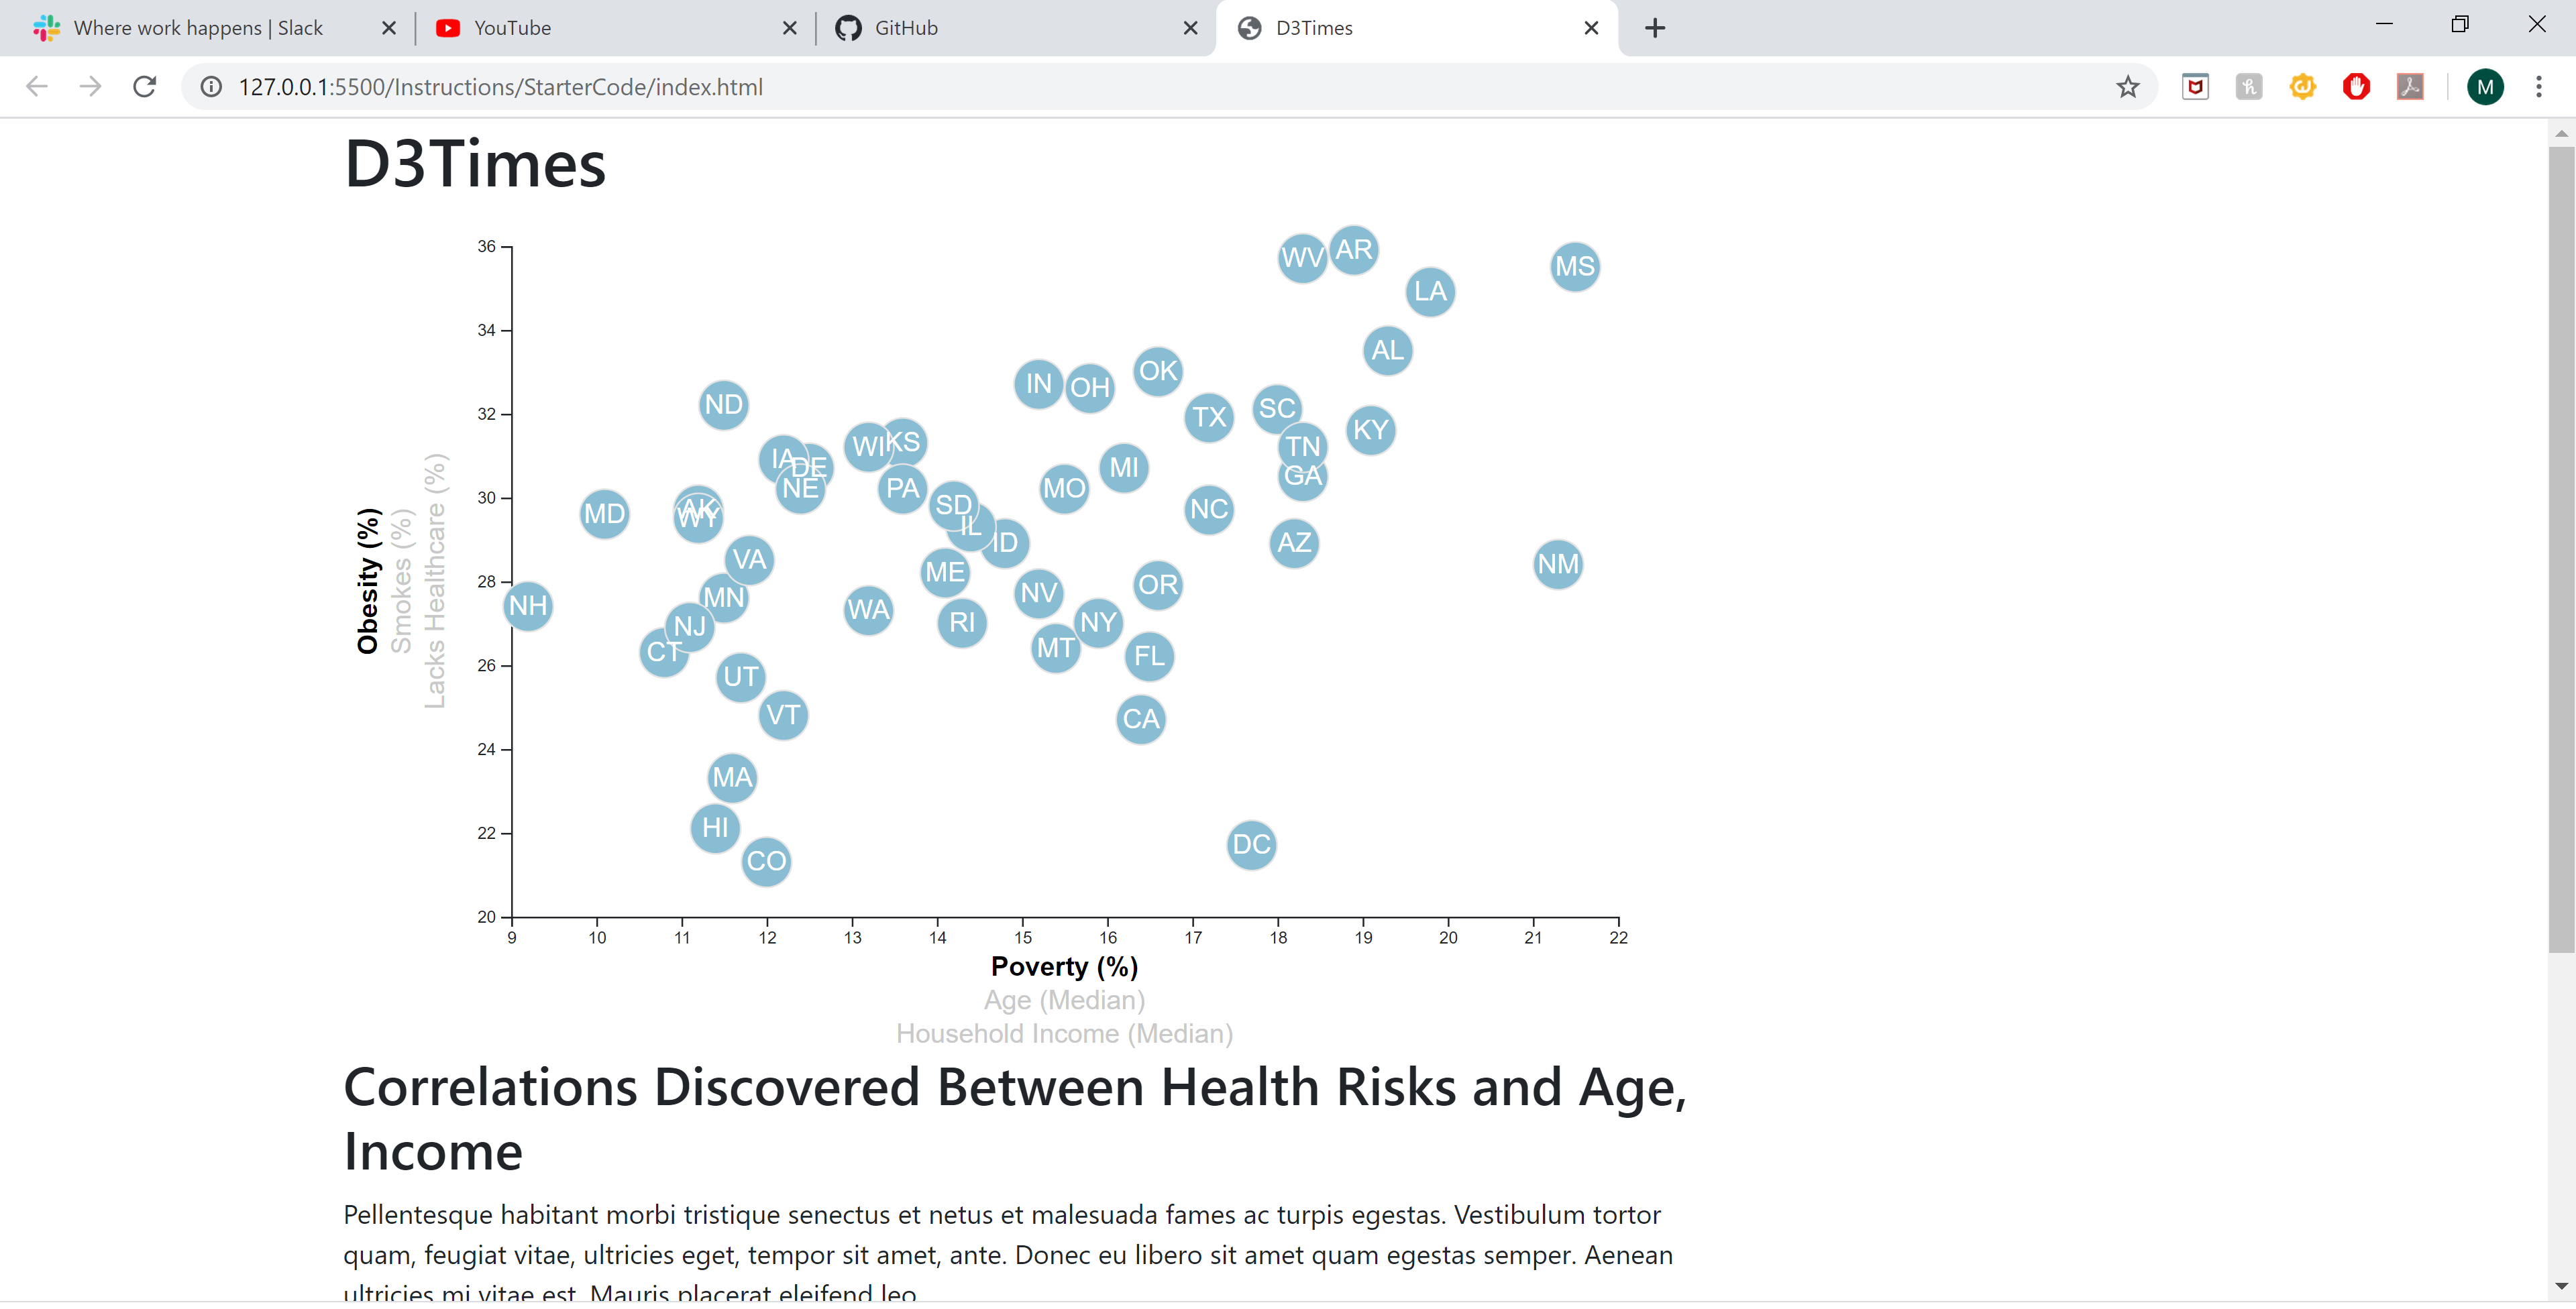 Where work happens | Slack
YouTube
GitHub
D3Times
127.0.0.1:5500/Instructions/StarterCode/index.html
M
D3Times
36
34
32
30
28
26
24
22
20
Obesity (%)
Smokes (%)
Lacks Healthcare (%)
WV
AR
MS
LA
AL
OK
IN
OH
ND
SC
TX
KY
KS
WI
TN
IA
DE
MI
GA
NE
PA
MO
SD
NC
MD
AK
WY
IL
ID
AZ
VA
NM
ME
OR
NV
MN
NH
WA
RI
NY
NJ
CT
MT
FL
UT
VT
CA
MA
HI
DC
CO
9
10
11
12
13
14
15
16
17
18
19
20
21
22
Poverty (%)
Age (Median)
Household Income (Median)
Correlations Discovered Between Health Risks and Age,
Income
Pellentesque habitant morbi tristique senectus et netus et malesuada fames ac turpis egestas. Vestibulum tortor
quam, feugiat vitae, ultricies eget, tempor sit amet, ante. Donec eu libero sit amet quam egestas semper. Aenean
ultricies mi vitae est. Mauris placerat eleifend leo.